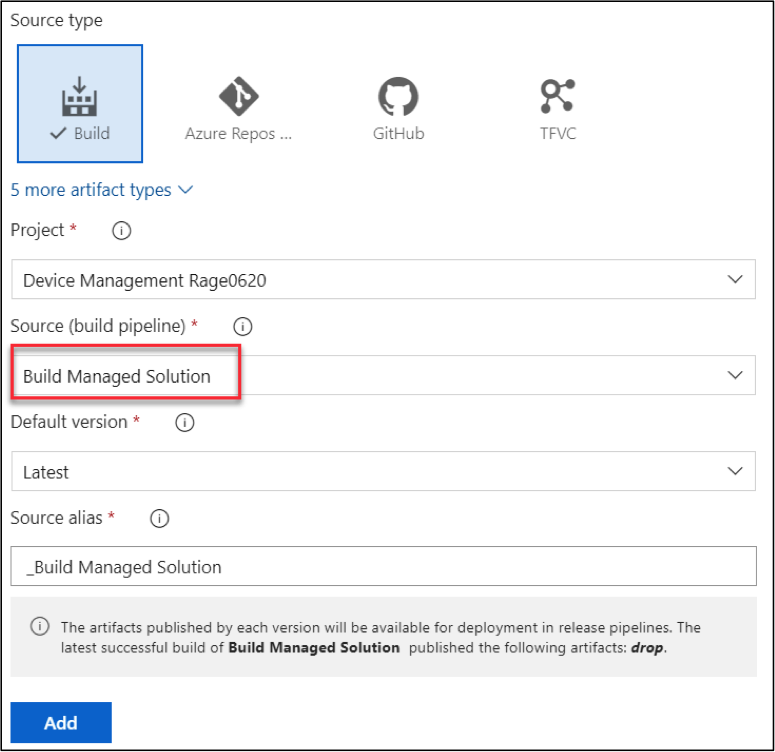 Source type
Build
Azure Repos ...
GitHub
TFVC
5 more artifact types
Project *
Device Management Rage0620
Source (build pipeline) *
Build Managed Solution
Default version *
Latest
Source alias *
_Build Managed Solution
The artifacts published by each version will be available for deployment in release pipelines. The
latest successful build of Build Managed Solution published the following artifacts: drop.
Add